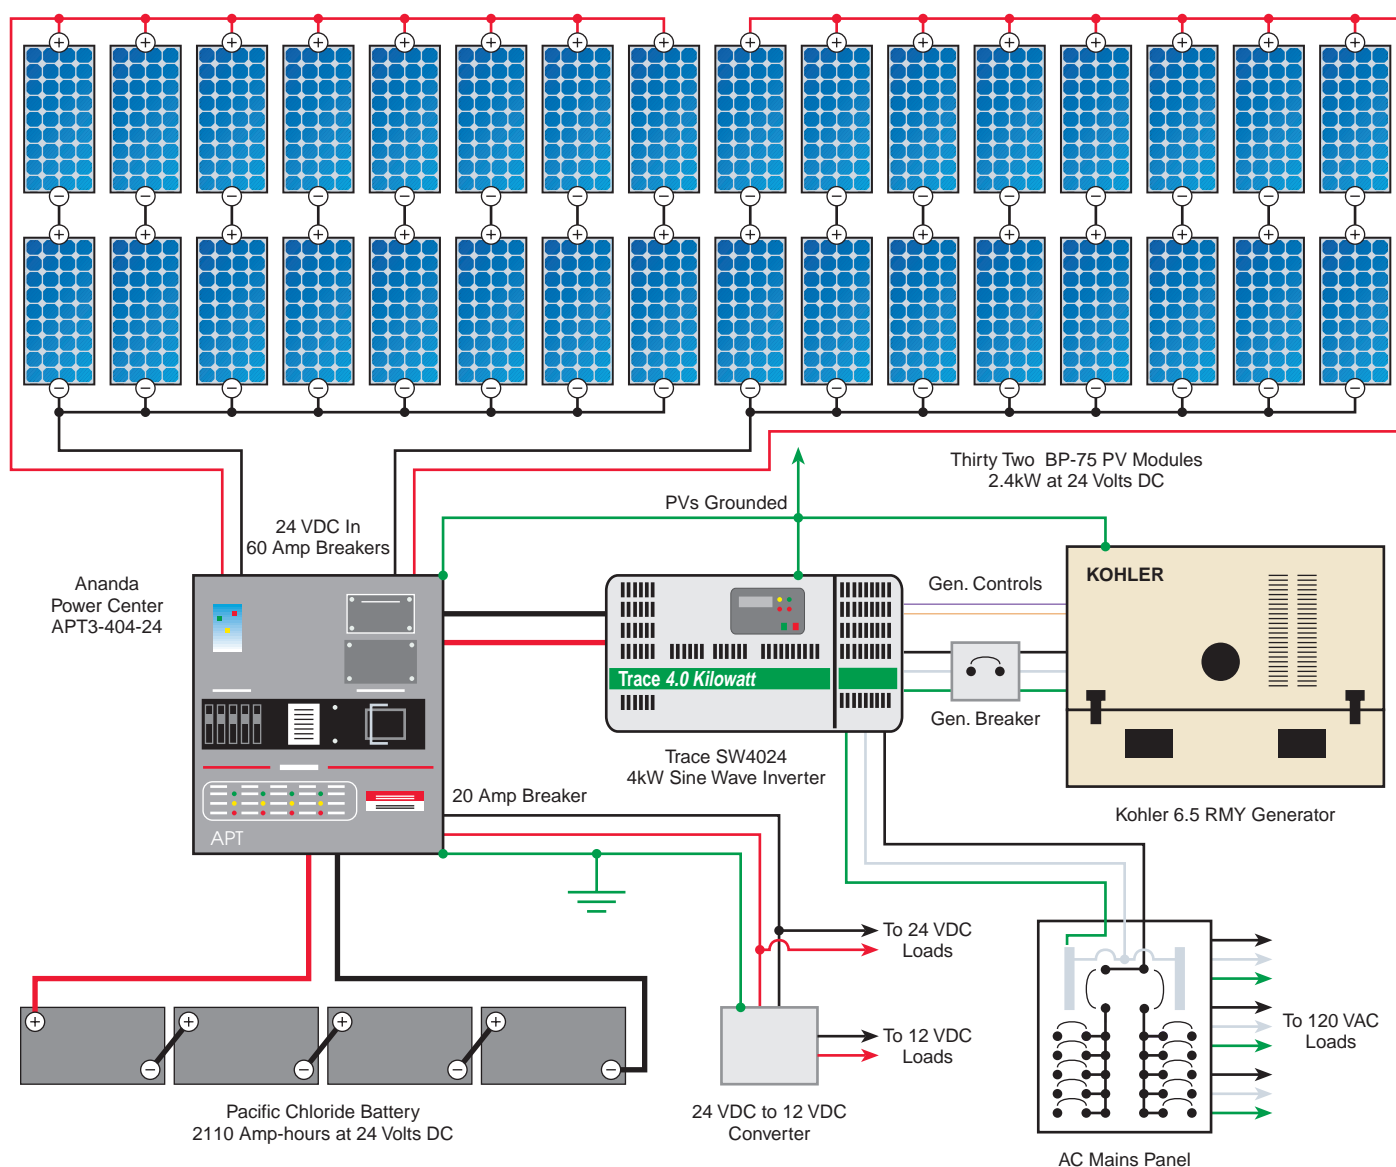 Thirty Two BP-75 PV Modules
2.4kW at 24 Volts DC
PVs Grounded
24 VDC In
60 Amp Breakers
Ananda
Power Center
APT3-404-24
Gen. Controls
KOHLER
Trace 4.0 Kilowatt
Gen. Breaker
Trace SW4024
4kW Sine Wave Inverter
20 Amp Breaker
Kohler 6.5 RMY Generator
APT
To 24 VDC
Loads
To 12 VDC
Loads
To 120 VAC
Loads
Pacific Chloride Battery
2110 Amp-hours at 24 Volts DC
24 VDC to 12 VDC
Converter
AC Mains Panel